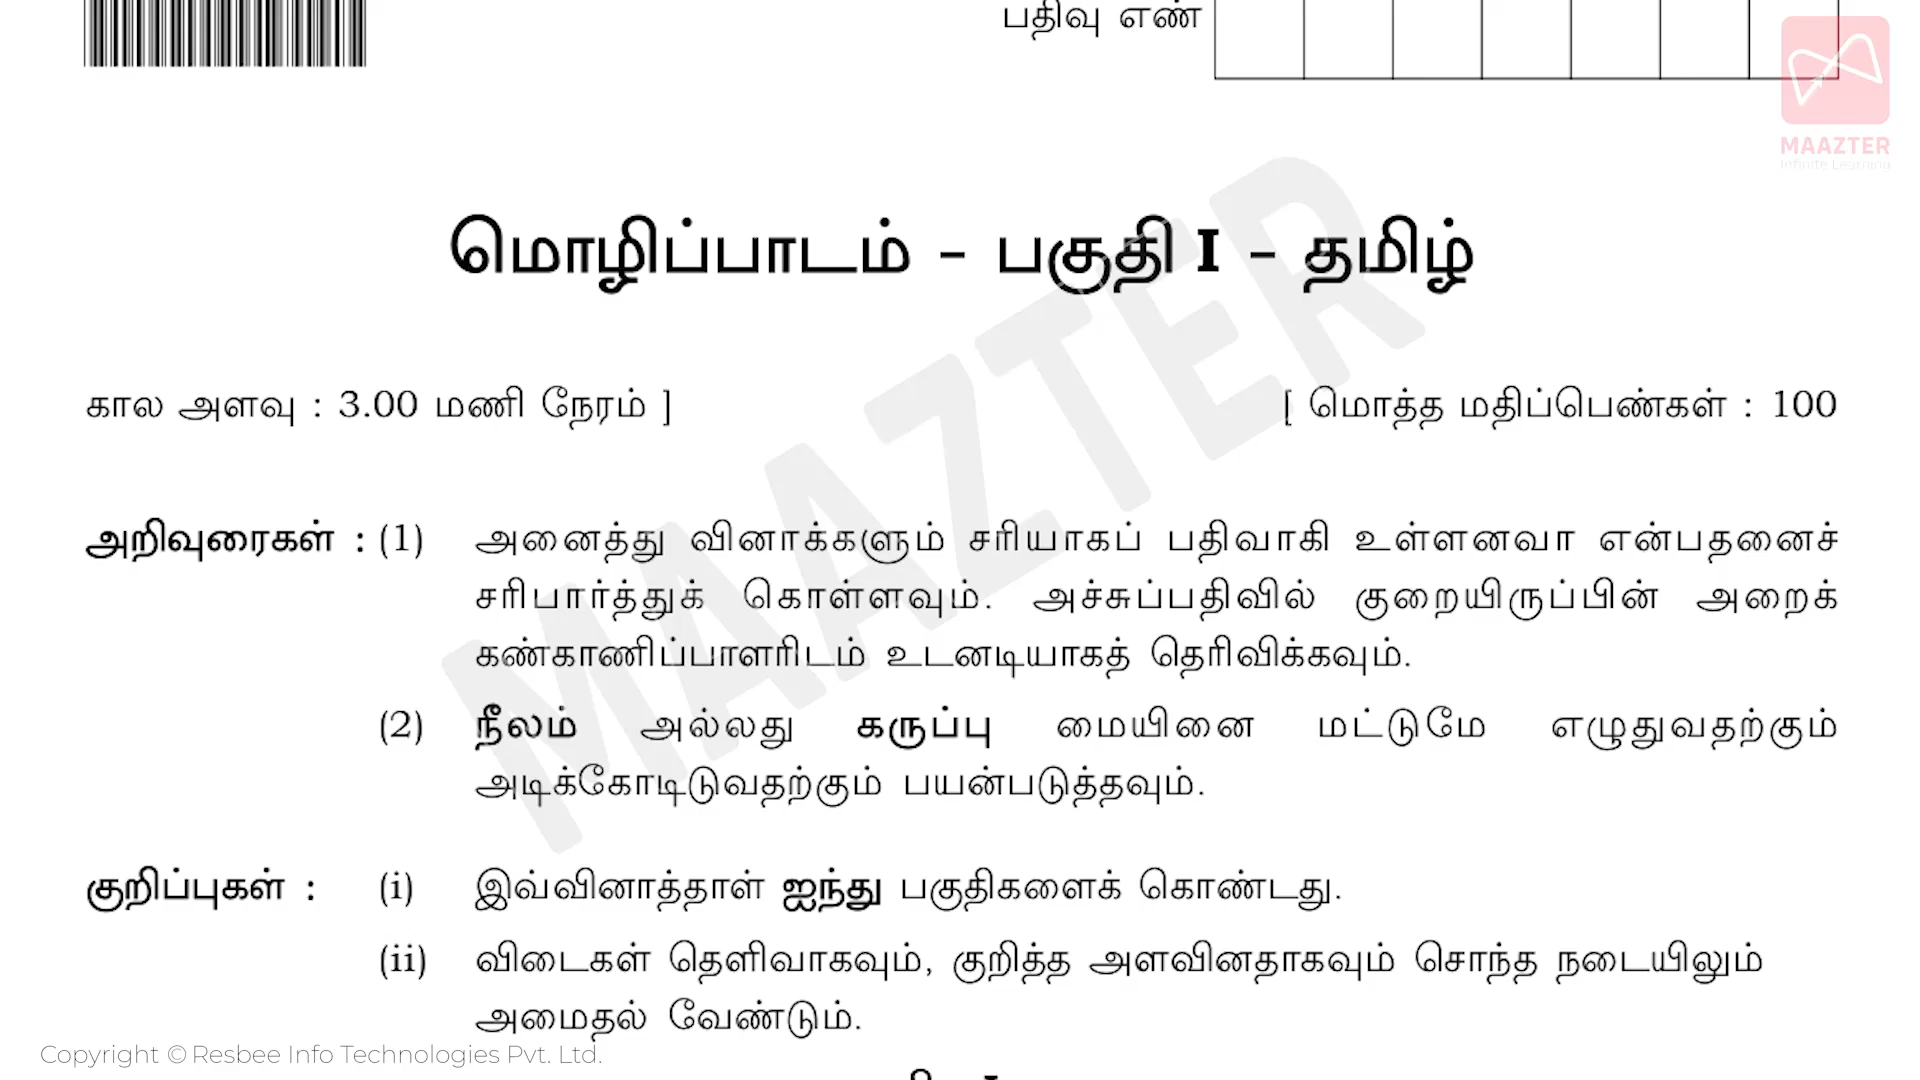 பதிவு எண்
MAAZTER
Infinite Learning
மொழிப்பாடம் – பகுதி I – தமிழ்
கால அளவு : 3.00 மணி நேரம் ]
[ மொத்த மதிப்பெண்கள் : 100
அறிவுரைகள் : (1) அனைத்து வினாக்களும் சரியாகப் பதிவாகி உள்ளனவா என்பதனைச்
சரிபார்த்துக் கொள்ளவும். அச்சுப்பதிவில் குறையிருப்பின் அறைக்
கண்காணிப்பாளரிடம் உடனடியாகத் தெரிவிக்கவும்.
(2) நீலம் அல்லது கருப்பு மையினை மட்டுமே எழுதுவதற்கும்
அடிக்கோடிடுவதற்கும் பயன்படுத்தவும்.
குறிப்புகள் : (i) இவ்வினாத்தாள் ஐந்து பகுதிகளைக் கொண்டது.
(ii) விடைகள் தெளிவாகவும், குறித்த அளவினதாகவும் சொந்த நடையிலும்
அமைதல் வேண்டும்.
MAAZTER
Copyright © Resbee Info Technologies Pvt. Ltd.